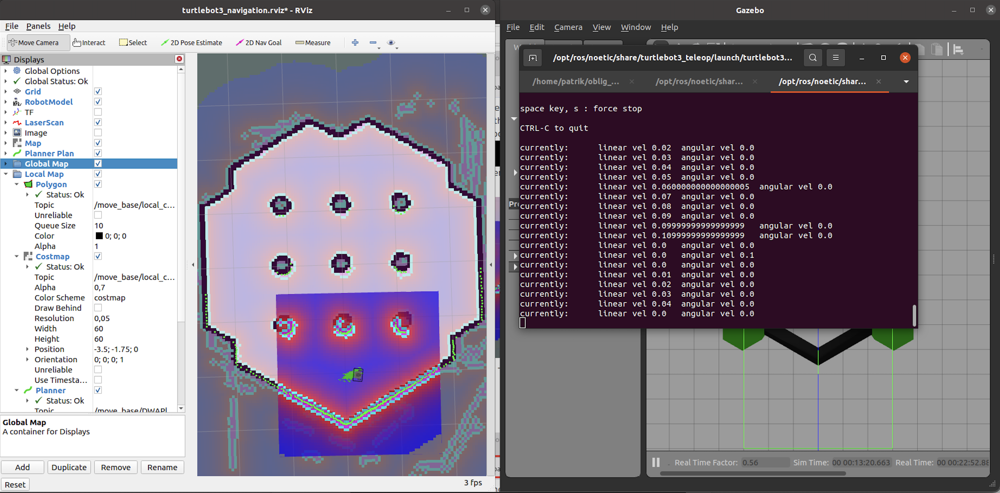 turtlebot3_navigation.rviz* - RViz
File Panels Help
Move Camera Interact Select 2D Pose Estimate 2D Nav Goal Measure
Displays
Global Options
Global Status: Ok
Grid
RobotModel
TF
LaserScan
Image
Map
Planner Plan
Global Map
Local Map
Polygon
Status: Ok
Topic /move_base/local_c...
Unreliable
Queue Size 10
Color 0; 0; 0
Alpha 1
Costmap
Status: Ok
Topic /move_base/local_c...
Alpha 0,7
Color Scheme costmap
Draw Behind
Resolution 0,05
Width 60
Height 60
Position -3.5; -1.75; 0
Orientation 0; 0; 0; 1
Unreliable
Use Timesta...
Planner
Status: Ok
Topic /move_base/DWAPl
Global Map
A container for Displays
Add Duplicate Remove Rename
Reset
3 fps
Gazebo
File Edit Camera View Window Help
/opt/ros/noetic/share/turtlebot3_teleop/launch/turtlebot3...
/home/patrik/oblig_... /opt/ros/noetic/shar... /opt/ros/noetic/shar...
space key, s : force stop
CTRL-C to quit
currently: linear vel 0.02 angular vel 0.0
currently: linear vel 0.03 angular vel 0.0
currently: linear vel 0.04 angular vel 0.0
currently: linear vel 0.05 angular vel 0.0
currently: linear vel 0.060000000000000005 angular vel 0.0
currently: linear vel 0.07 angular vel 0.0
currently: linear vel 0.08 angular vel 0.0
currently: linear vel 0.09 angular vel 0.0
currently: linear vel 0.09999999999999999 angular vel 0.0
currently: linear vel 0.10999999999999999 angular vel 0.0
currently: linear vel 0.0 angular vel 0.0
currently: linear vel 0.0 angular vel 0.1
currently: linear vel 0.0 angular vel 0.0
currently: linear vel 0.01 angular vel 0.0
currently: linear vel 0.02 angular vel 0.0
currently: linear vel 0.03 angular vel 0.0
currently: linear vel 0.04 angular vel 0.0
currently: linear vel 0.0 angular vel 0.0
Real Time Factor: 0.56 Sim Time: 00 00:13:20.663 Real Time: 00 00:22:52.88